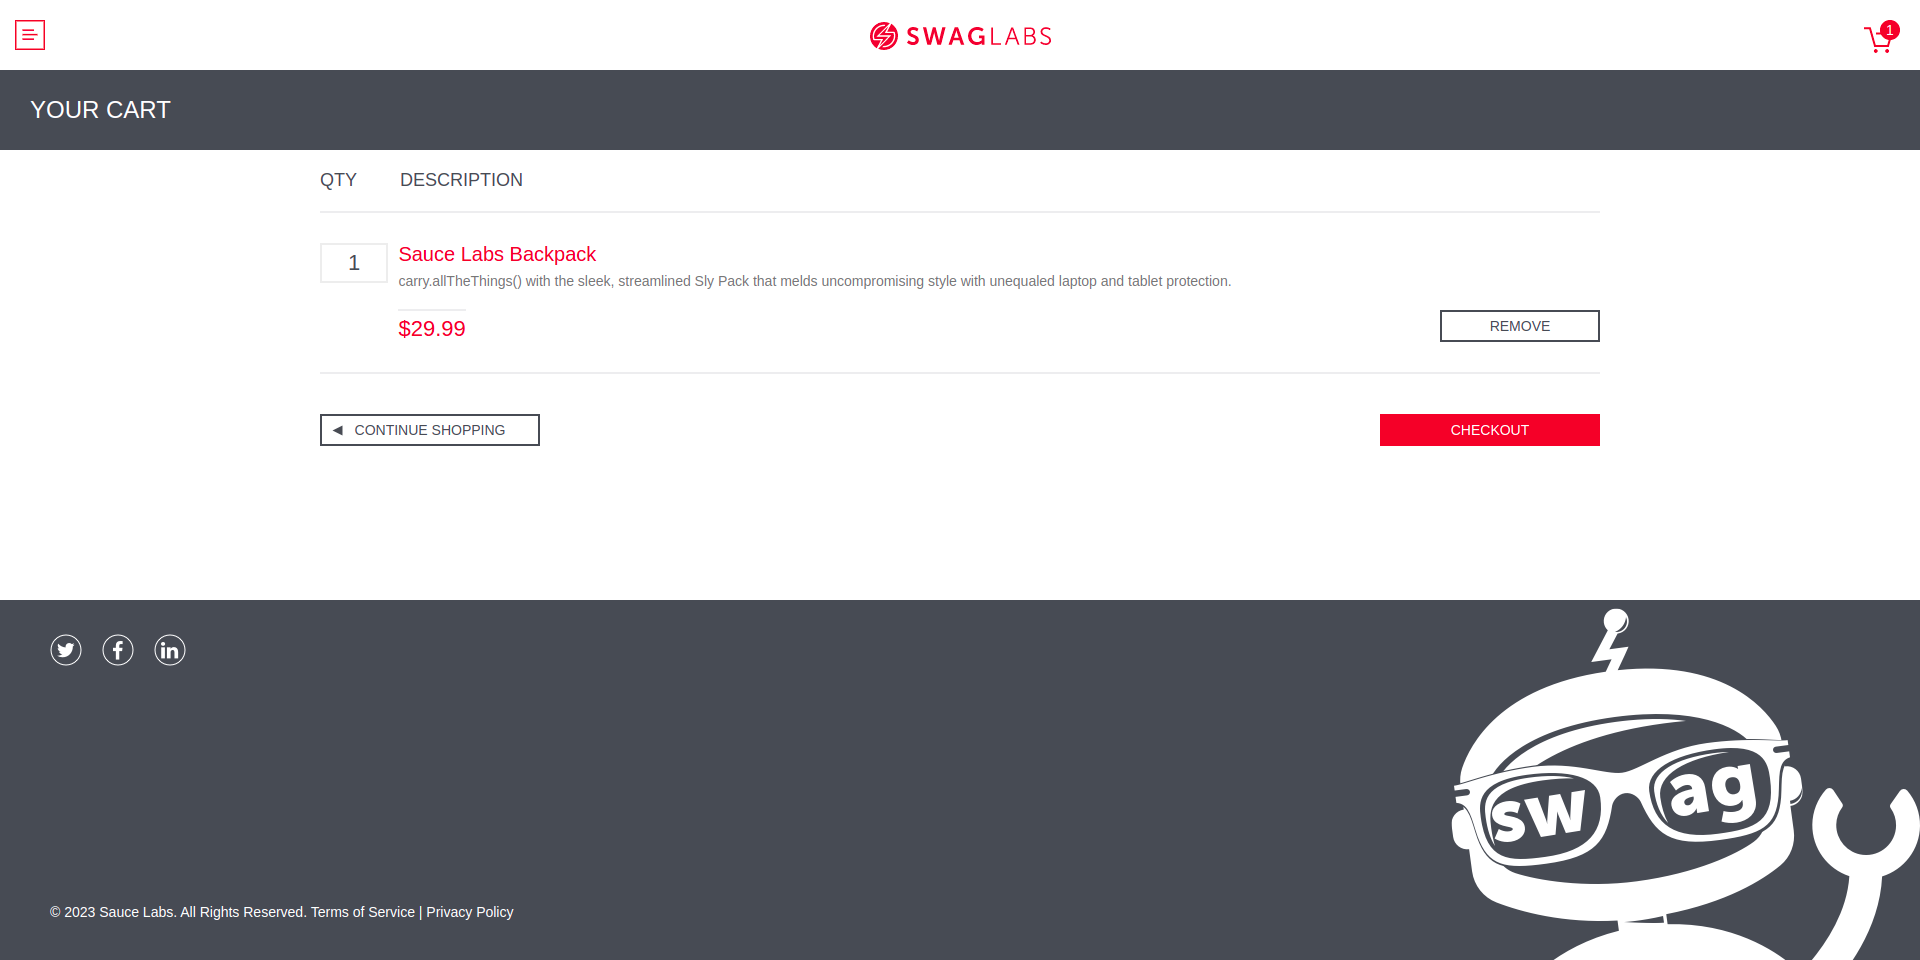 SWAGLABS
1
YOUR CART
QTY DESCRIPTION
1
Sauce Labs Backpack
carry.allTheThings() with the sleek, streamlined Sly Pack that melds uncompromising style with unequaled laptop and tablet protection.
$29.99
REMOVE
CONTINUE SHOPPING
CHECKOUT
sw ag
© 2023 Sauce Labs. All Rights Reserved. Terms of Service | Privacy Policy